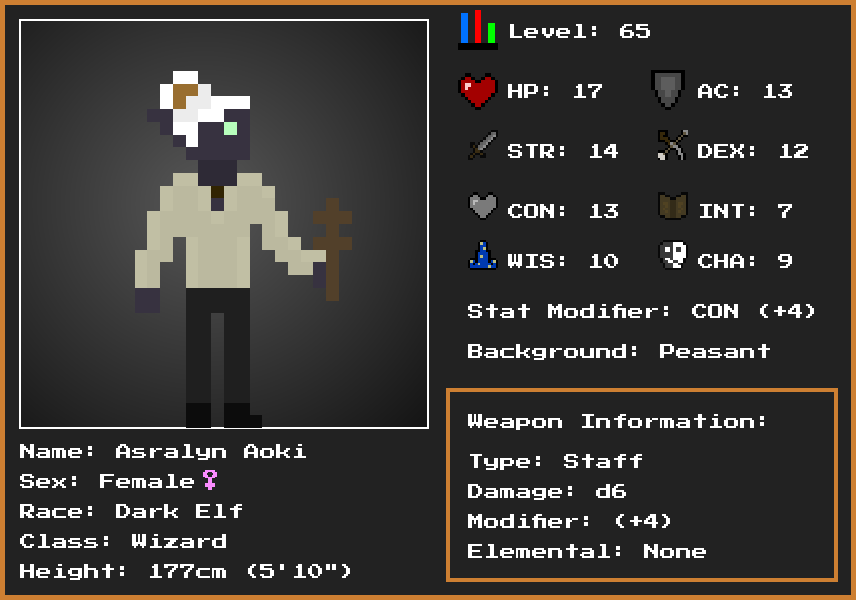 Level: 65
HP: 17 AC: 13
STR: 14 DEX: 12
CON: 13 INT: 7
WIS: 10 CHA: 9
Stat Modifier: CON (+4)
Background: Peasant
Weapon Information:
Type: Staff
Damage: d6
Modifier: (+4)
Elemental: None
Name: Asralyn Aoki
Sex: Female♀
Race: Dark Elf
Class: Wizard
Height: 177cm (5'10")